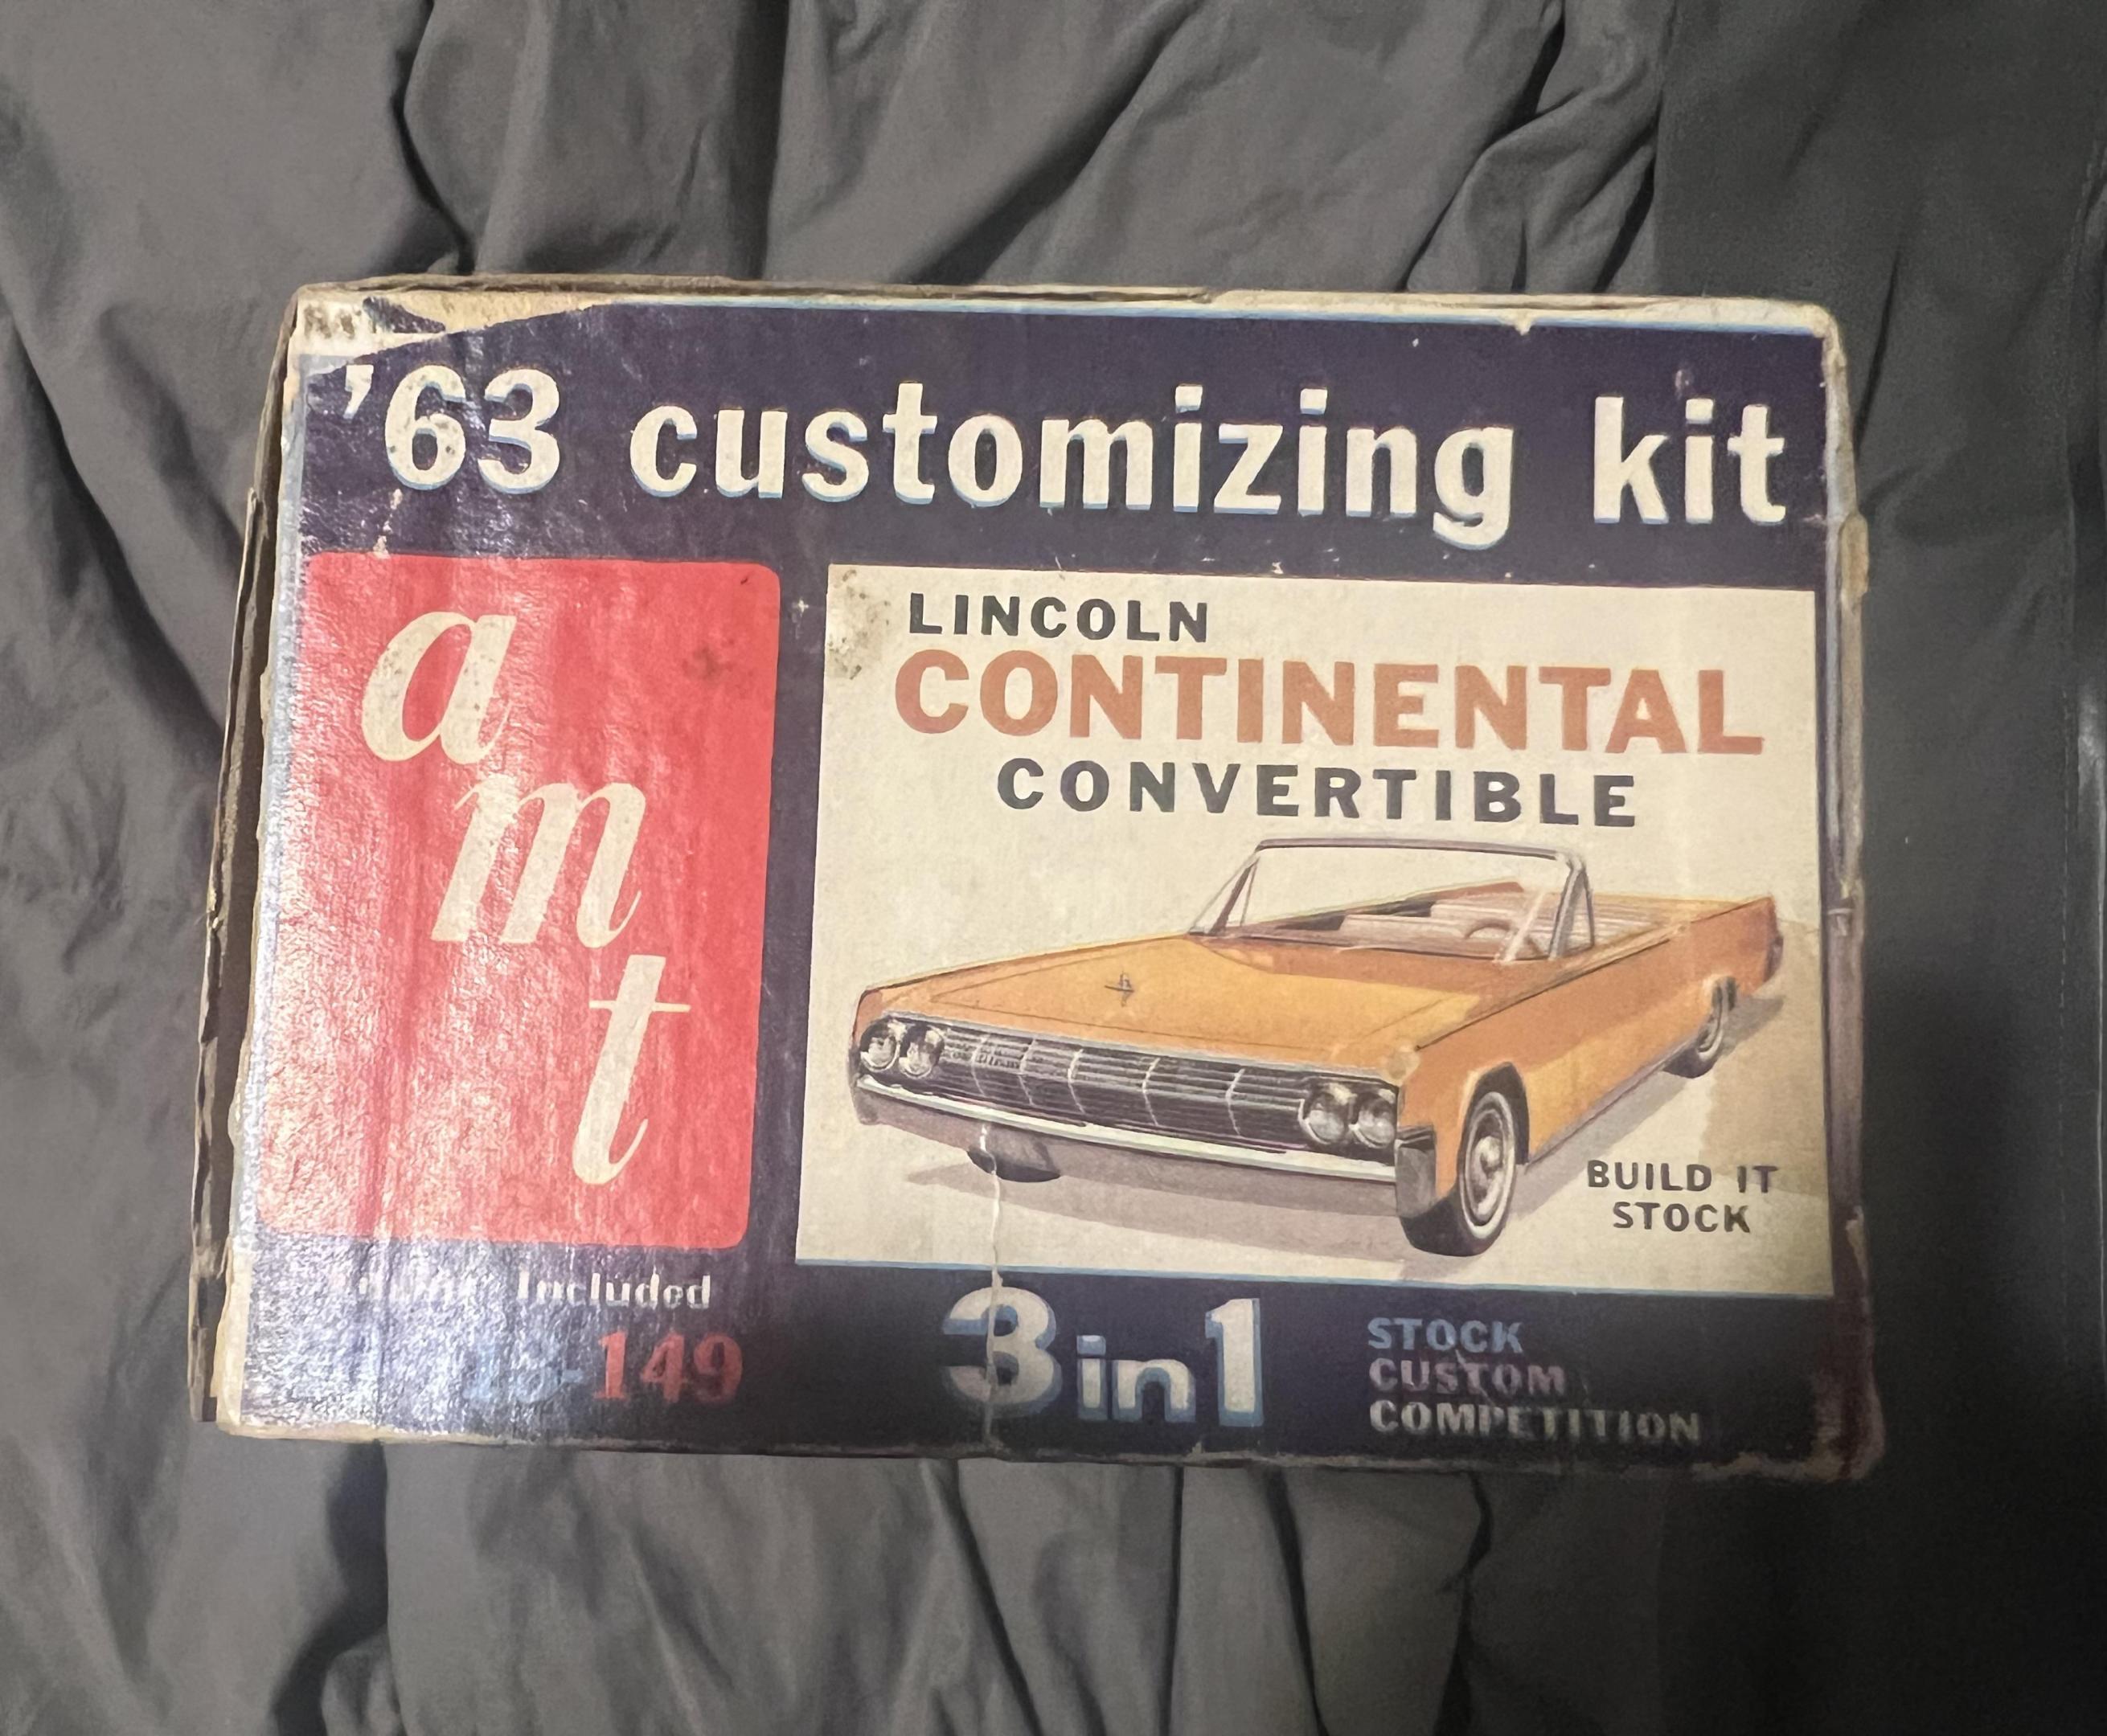 '63 customizing kit
amt
LINCOLN
CONTINENTAL
CONVERTIBLE
BUILD IT
STOCK
Included
149
3 in 1
STOCK
CUSTOM
COMPETITION